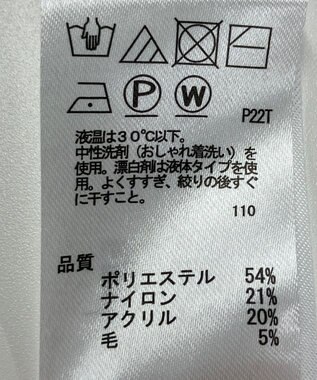 P W
P22T
液温は30℃以下。
中性洗剤(おしゃれ着洗い)を
使用。漂白剤は液体タイプを使
用。よくすすぎ、絞りの後すぐ
に干すこと。
110
品質
ポリエステル 54%
ナイロン 21%
アクリル 20%
毛 5%